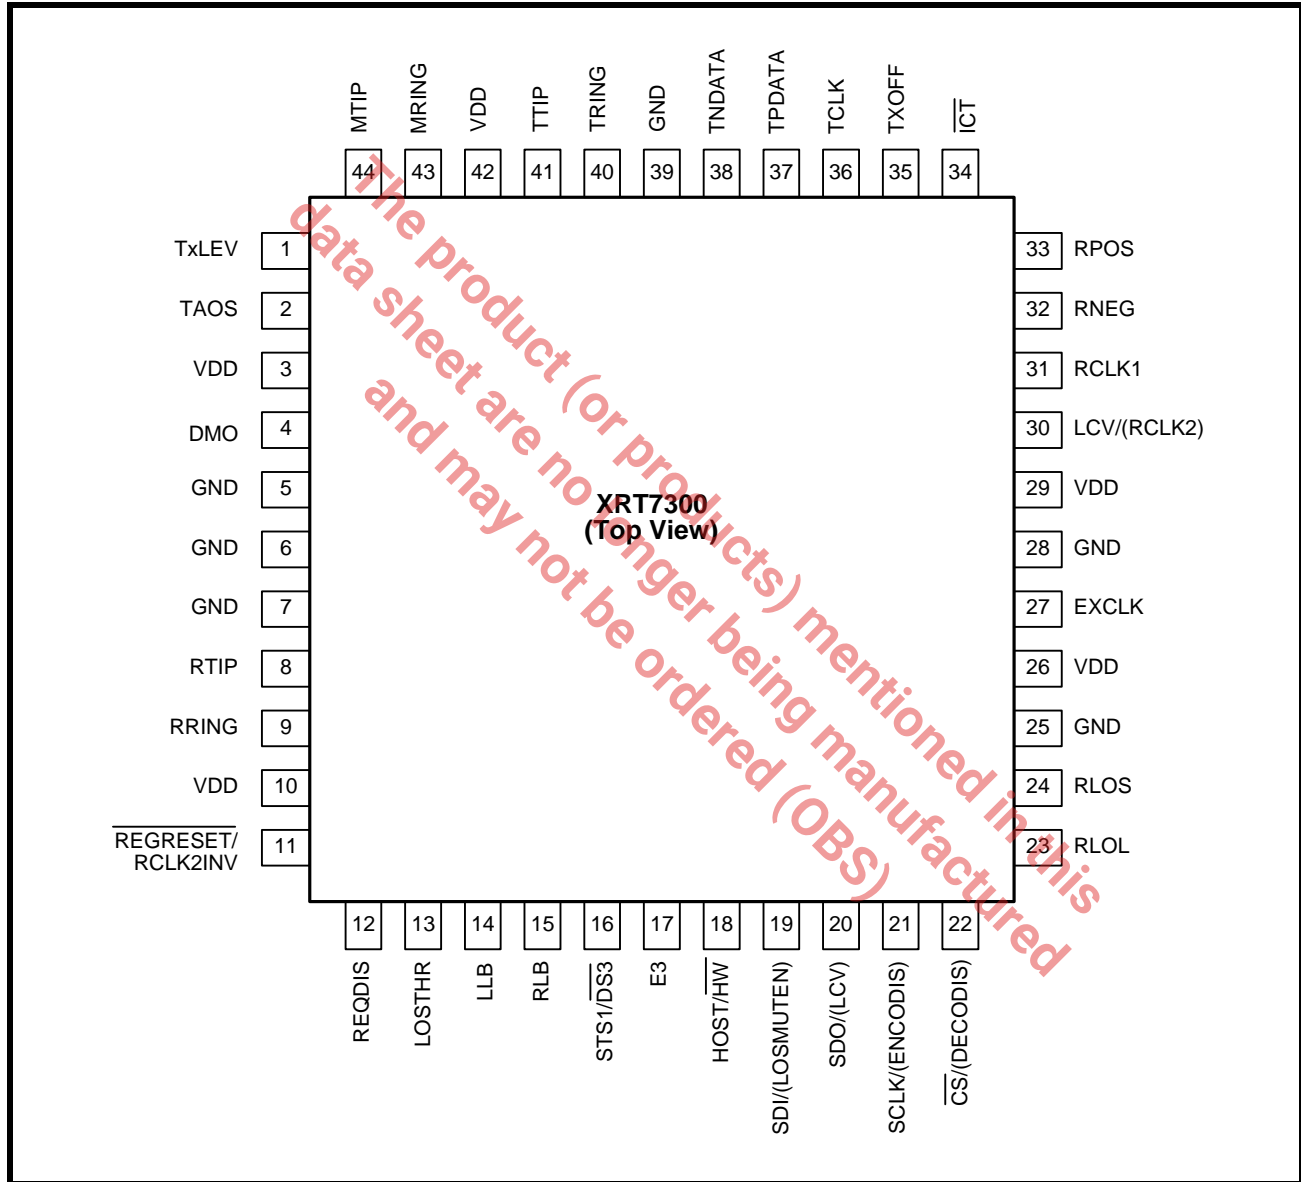 MTIP
MRING
VDD
TTIP
TRING
GND
TNDATA
TPDATA
TCLK
TXOFF
ICT
44
43
42
41
40
39
38
37
36
35
34
TxLEV 1
TAOS 2
VDD 3
DMO 4
GND 5
GND 6
GND 7
RTIP 8
RRING 9
VDD 10
REGRESET/
RCLK2INV
11
33 RPOS
32 RNEG
31 RCLK1
30 LCV/(RCLK2)
29 VDD
28 GND
27 EXCLK
26 VDD
25 GND
24 RLOS
23 RLOL
XRT7300
(Top View)
The product (or products) mentioned in this
data sheet are no longer being manufactured
and may not be ordered (OBS)
12
13
14
15
16
17
18
19
20
21
22
REQDIS
LOSTHR
LLB
RLB
STS1/DS3
E3
HOST/HW
SDI/(LOSMUTEN)
SDO/(LCV)
SCLK/(ENCODIS)
CS/(DECODIS)